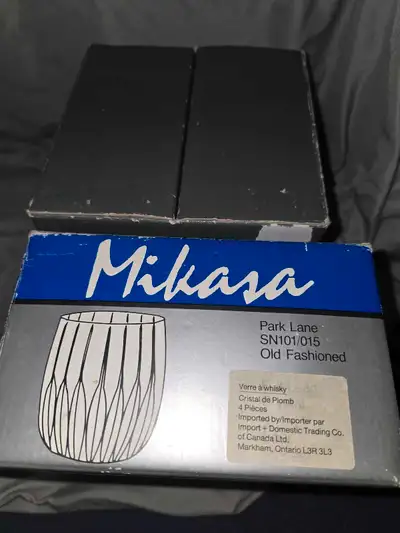 Mikasa
Park Lane
SN101/015
Old Fashioned
Verre à whisky
Cristal de Plomb
4 Pièces
Imported by/Importer par
Import + Domestic Trading Co.
of Canada Ltd.
Markham, Ontario L3R 3L3